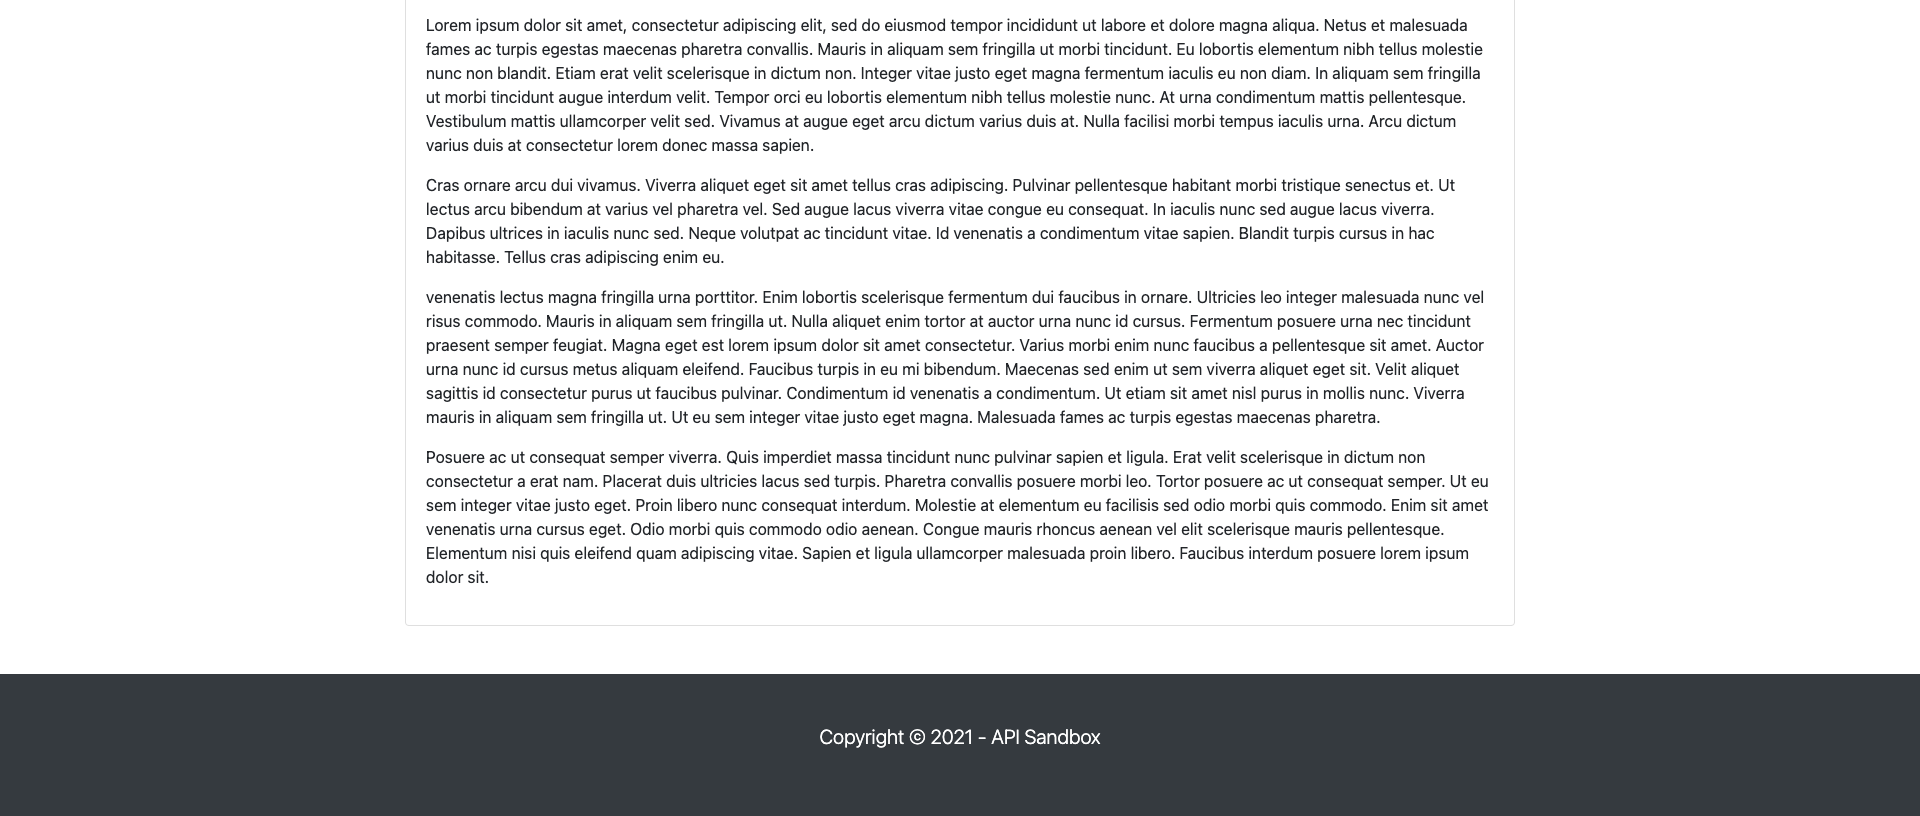 Lorem ipsum dolor sit amet, consectetur adipiscing elit, sed do eiusmod tempor incididunt ut labore et dolore magna aliqua. Netus et malesuada
fames ac turpis egestas maecenas pharetra convallis. Mauris in aliquam sem fringilla ut morbi tincidunt. Eu lobortis elementum nibh tellus molestie
nunc non blandit. Etiam erat velit scelerisque in dictum non. Integer vitae justo eget magna fermentum iaculis eu non diam. In aliquam sem fringilla
ut morbi tincidunt augue interdum velit. Tempor orci eu lobortis elementum nibh tellus molestie nunc. At urna condimentum mattis pellentesque.
Vestibulum mattis ullamcorper velit sed. Vivamus at augue eget arcu dictum varius duis at. Nulla facilisi morbi tempus iaculis urna. Arcu dictum
varius duis at consectetur lorem donec massa sapien.
Cras ornare arcu dui vivamus. Viverra aliquet eget sit amet tellus cras adipiscing. Pulvinar pellentesque habitant morbi tristique senectus et. Ut
lectus arcu bibendum at varius vel pharetra vel. Sed augue lacus viverra vitae congue eu consequat. In iaculis nunc sed augue lacus viverra.
Dapibus ultrices in iaculis nunc sed. Neque volutpat ac tincidunt vitae. Id venenatis a condimentum vitae sapien. Blandit turpis cursus in hac
habitasse. Tellus cras adipiscing enim eu.
venenatis lectus magna fringilla urna porttitor. Enim lobortis scelerisque fermentum dui faucibus in ornare. Ultricies leo integer malesuada nunc vel
risus commodo. Mauris in aliquam sem fringilla ut. Nulla aliquet enim tortor at auctor urna nunc id cursus. Fermentum posuere urna nec tincidunt
praesent semper feugiat. Magna eget est lorem ipsum dolor sit amet consectetur. Varius morbi enim nunc faucibus a pellentesque sit amet. Auctor
urna nunc id cursus metus aliquam eleifend. Faucibus turpis in eu mi bibendum. Maecenas sed enim ut sem viverra aliquet eget sit. Velit aliquet
sagittis id consectetur purus ut faucibus pulvinar. Condimentum id venenatis a condimentum. Ut etiam sit amet nisl purus in mollis nunc. Viverra
mauris in aliquam sem fringilla ut. Ut eu sem integer vitae justo eget magna. Malesuada fames ac turpis egestas maecenas pharetra.
Posuere ac ut consequat semper viverra. Quis imperdiet massa tincidunt nunc pulvinar sapien et ligula. Erat velit scelerisque in dictum non
consectetur a erat nam. Placerat duis ultricies lacus sed turpis. Pharetra convallis posuere morbi leo. Tortor posuere ac ut consequat semper. Ut eu
sem integer vitae justo eget. Proin libero nunc consequat interdum. Molestie at elementum eu facilisis sed odio morbi quis commodo. Enim sit amet
venenatis urna cursus eget. Odio morbi quis commodo odio aenean. Congue mauris rhoncus aenean vel elit scelerisque mauris pellentesque.
Elementum nisi quis eleifend quam adipiscing vitae. Sapien et ligula ullamcorper malesuada proin libero. Faucibus interdum posuere lorem ipsum
dolor sit.
Copyright © 2021 - API Sandbox